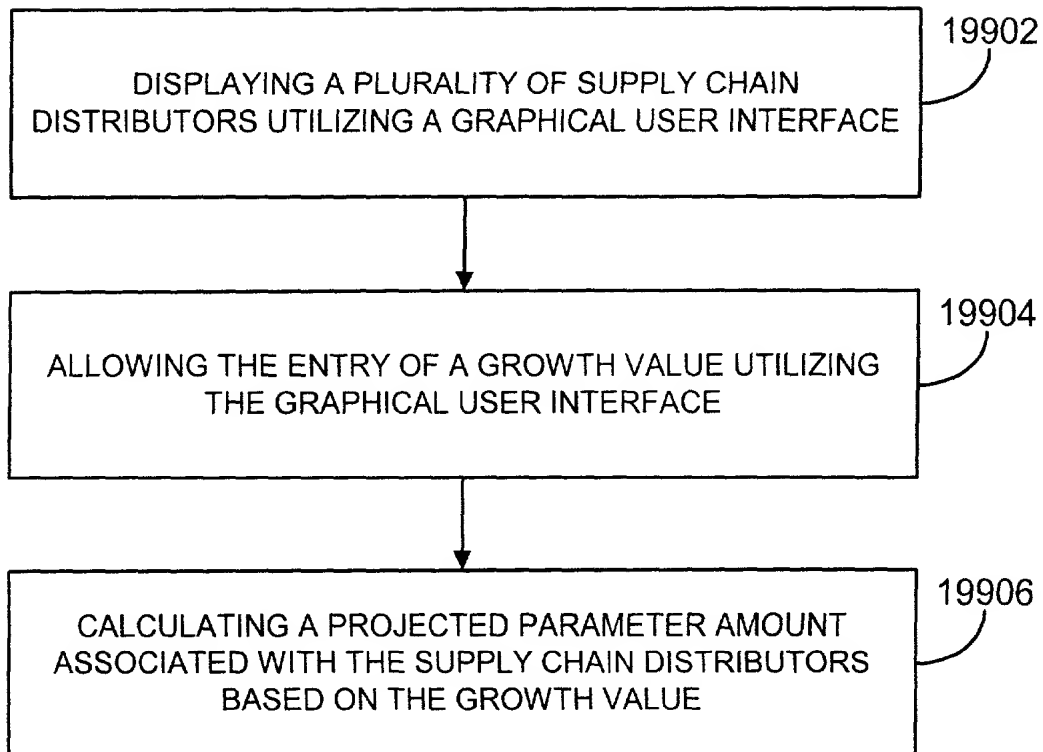 19902
DISPLAYING A PLURALITY OF SUPPLY CHAIN
DISTRIBUTORS UTILIZING A GRAPHICAL USER INTERFACE
19904
ALLOWING THE ENTRY OF A GROWTH VALUE UTILIZING
THE GRAPHICAL USER INTERFACE
19906
CALCULATING A PROJECTED PARAMETER AMOUNT
ASSOCIATED WITH THE SUPPLY CHAIN DISTRIBUTORS
BASED ON THE GROWTH VALUE